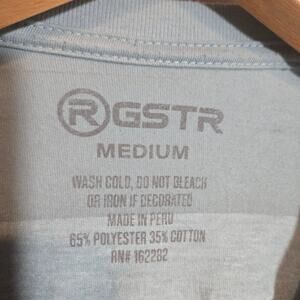 RGSTR
MEDIUM
WASH COLD, DO NOT BLEACH
OR IRON IF DECORATED
MADE IN PERU
65% POLYESTER 35% COTTON
RN# 162282